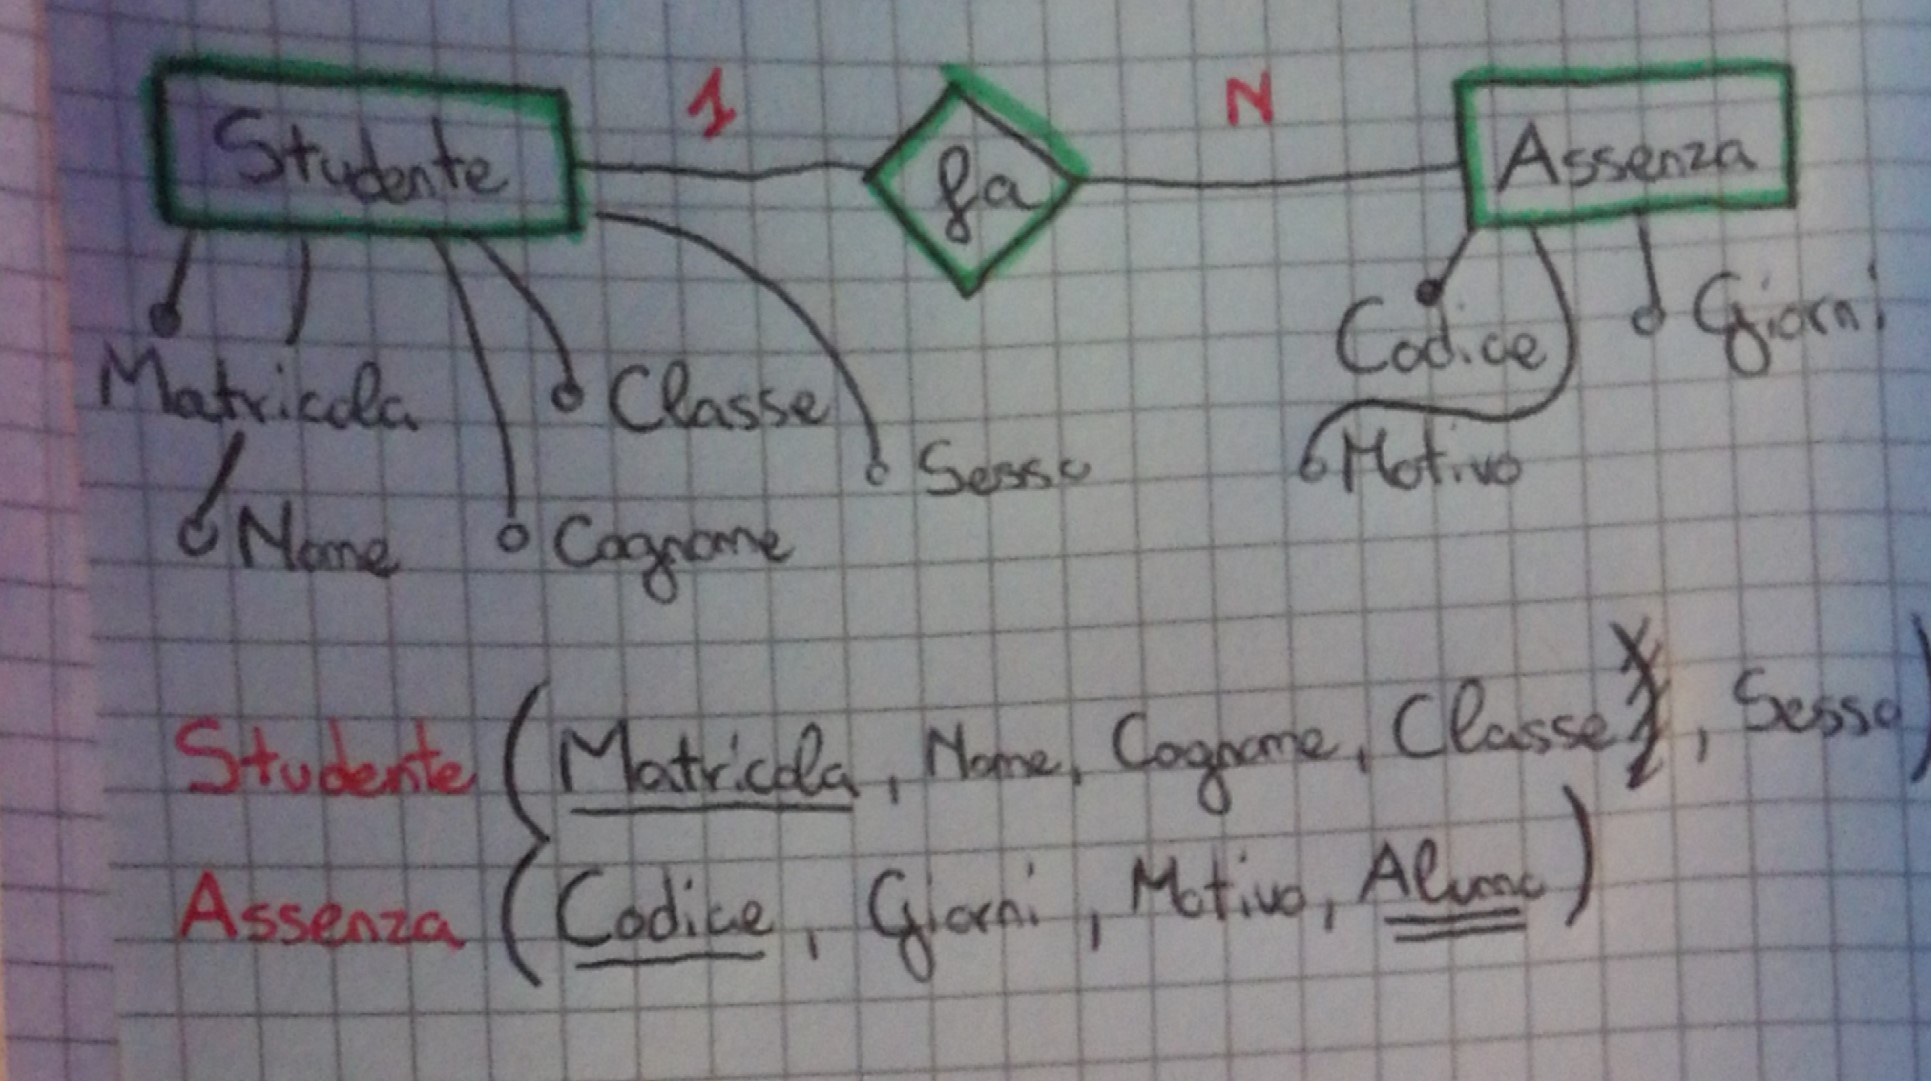 Studente 1 fa N Assenza
Codice Giorni
Matricola Classe
Sesso Motivo
Nome Cognome
Studente (Matricola, Nome, Cognome, Classe, Sesso)
Assenza (Codice, Giorni, Motivo, Alunno)